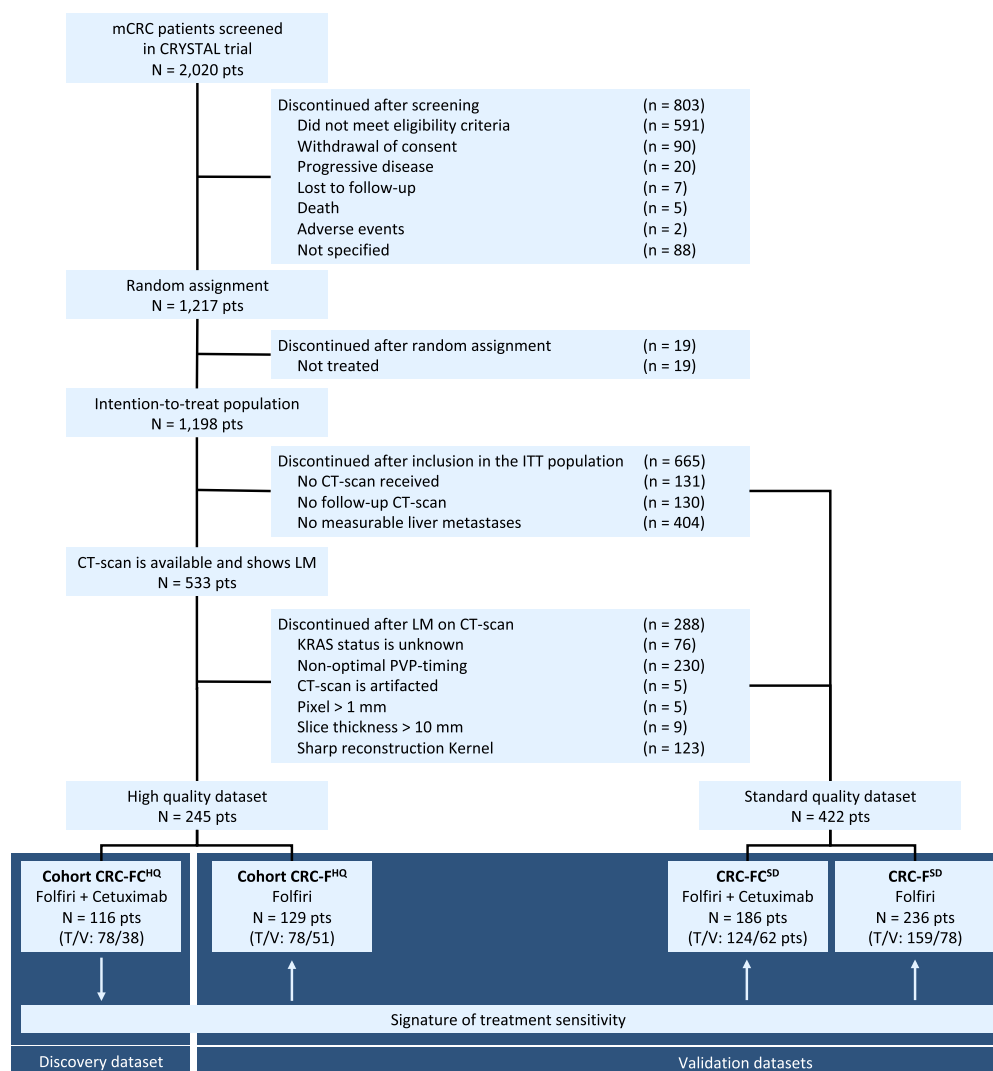 mCRC patients screened
in CRYSTAL trial
N = 2,020 pts
Discontinued after screening (n = 803)
Did not meet eligibility criteria (n = 591)
Withdrawal of consent (n = 90)
Progressive disease (n = 20)
Lost to follow-up (n = 7)
Death (n = 5)
Adverse events (n = 2)
Not specified (n = 88)
Random assignment
N = 1,217 pts
Discontinued after random assignment (n = 19)
Not treated (n = 19)
Intention-to-treat population
N = 1,198 pts
Discontinued after inclusion in the ITT population (n = 665)
No CT-scan received (n = 131)
No follow-up CT-scan (n = 130)
No measurable liver metastases (n = 404)
CT-scan is available and shows LM
N = 533 pts
Discontinued after LM on CT-scan (n = 288)
KRAS status is unknown (n = 76)
Non-optimal PVP-timing (n = 230)
CT-scan is artifacted (n = 5)
Pixel > 1 mm (n = 5)
Slice thickness > 10 mm (n = 9)
Sharp reconstruction Kernel (n = 123)
High quality dataset
N = 245 pts
Standard quality dataset
N = 422 pts
Cohort CRC-FC^HQ
Folfiri + Cetuximab
N = 116 pts
(T/V: 78/38)
Cohort CRC-F^HQ
Folfiri
N = 129 pts
(T/V: 78/51)
CRC-FC^SD
Folfiri + Cetuximab
N = 186 pts
(T/V: 124/62 pts)
CRC-F^SD
Folfiri
N = 236 pts
(T/V: 159/78)
Signature of treatment sensitivity
Discovery dataset
Validation datasets